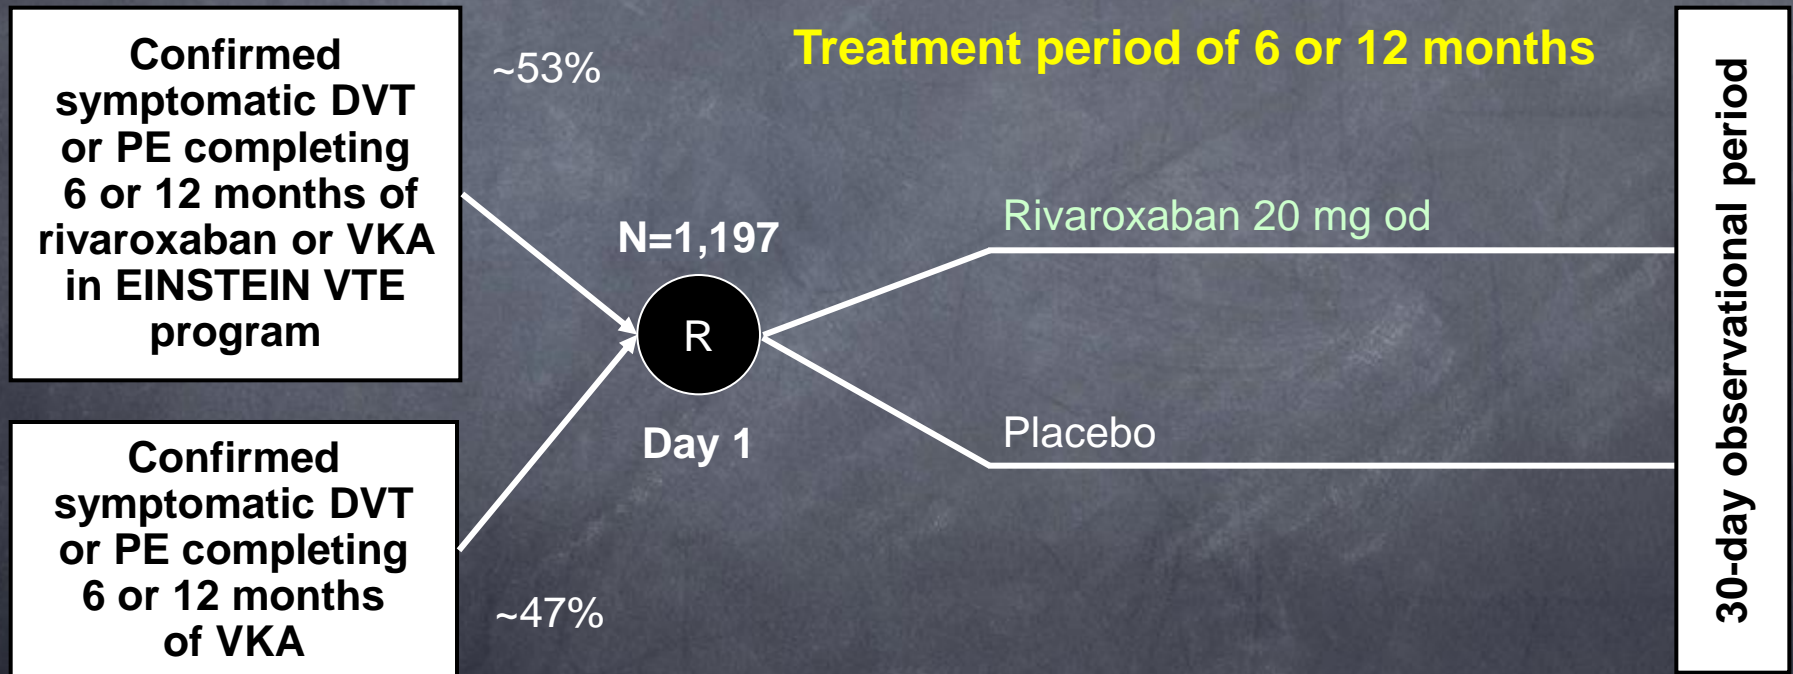 Confirmed
symptomatic DVT
or PE completing
6 or 12 months of
rivaroxaban or VKA
in EINSTEIN VTE
program
~53%
Treatment period of 6 or 12 months
N=1,197
R
Day 1
Rivaroxaban 20 mg od
Placebo
Confirmed
symptomatic DVT
or PE completing
6 or 12 months
of VKA
~47%
30-day observational period